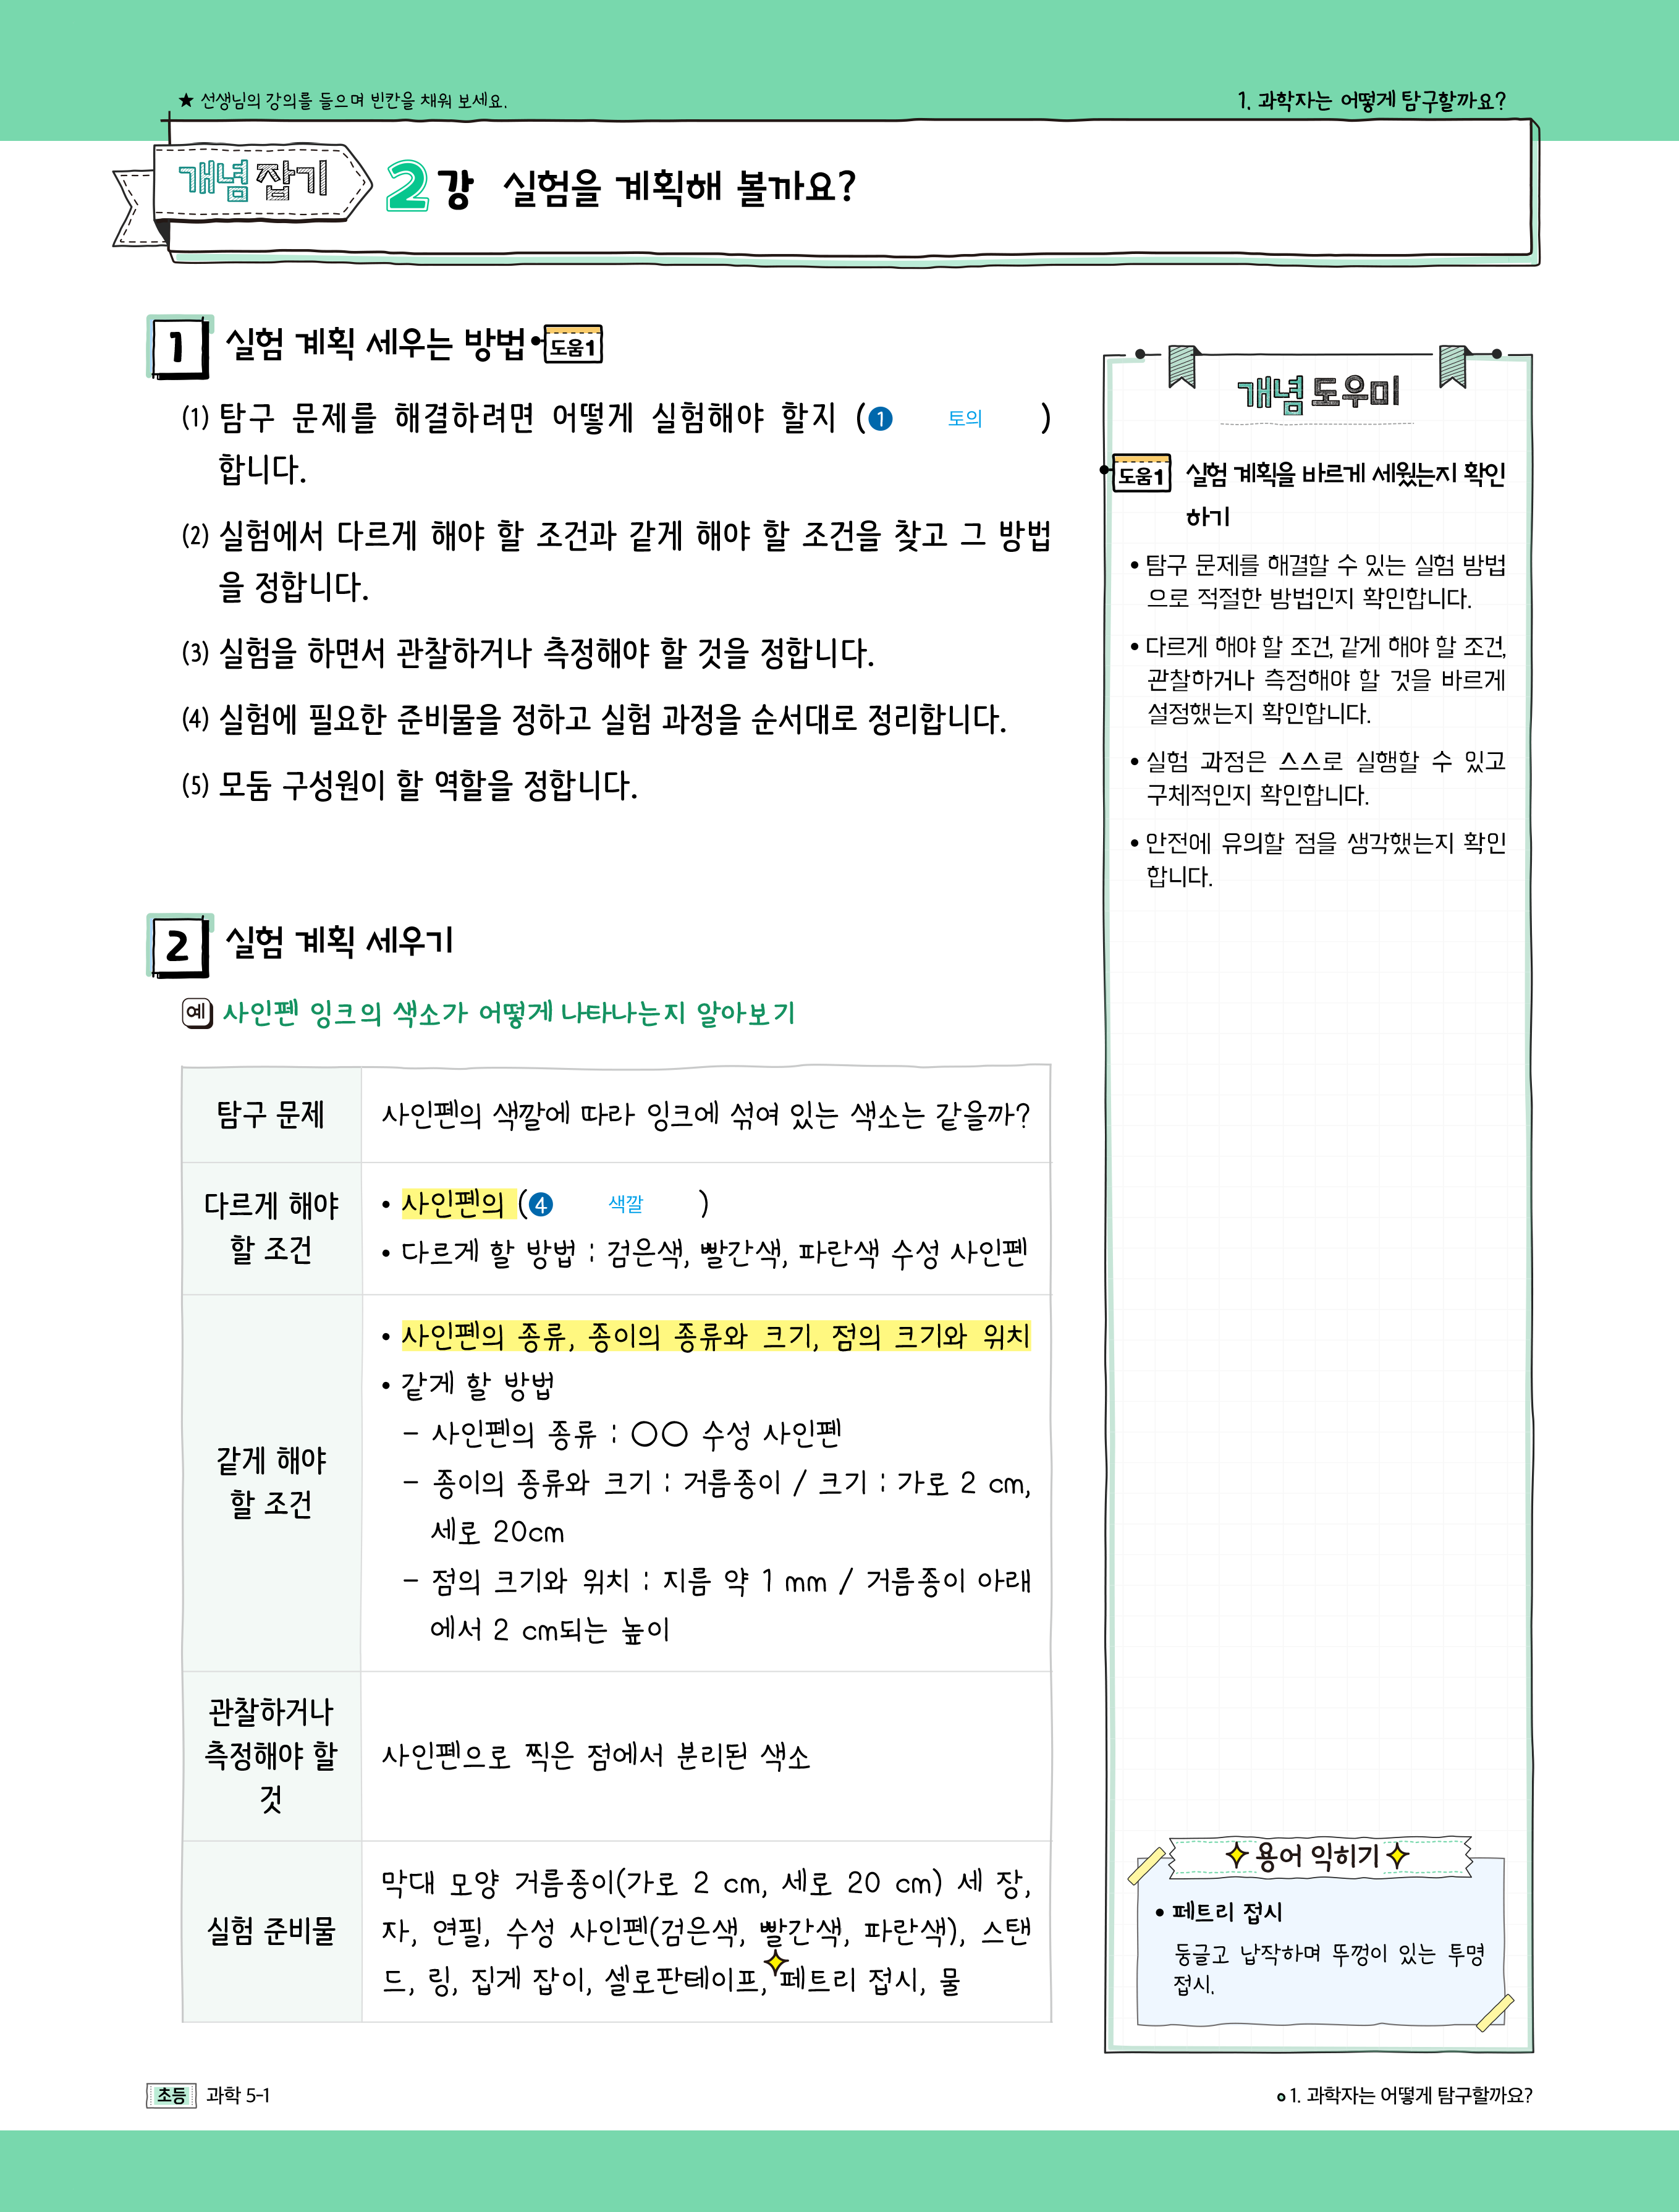 ★ 선생님의 강의를 들으며 빈칸을 채워 보세요.
1. 과학자는 어떻게 탐구할까요?
개념 잡기
2강 실험을 계획해 볼까요?
1 실험 계획 세우는 방법 도움1
(1) 탐구 문제를 해결하려면 어떻게 실험해야 할지 (❶ 토의 )
합니다.
(2) 실험에서 다르게 해야 할 조건과 같게 해야 할 조건을 찾고 그 방법
을 정합니다.
(3) 실험을 하면서 관찰하거나 측정해야 할 것을 정합니다.
(4) 실험에 필요한 준비물을 정하고 실험 과정을 순서대로 정리합니다.
(5) 모둠 구성원이 할 역할을 정합니다.
2 실험 계획 세우기
예 사인펜 잉크의 색소가 어떻게 나타나는지 알아보기
탐구 문제
사인펜의 색깔에 따라 잉크에 섞여 있는 색소는 같을까?
다르게 해야
할 조건
• 사인펜의 (❹ 색깔 )
• 다르게 할 방법 : 검은색, 빨간색, 파란색 수성 사인펜
같게 해야
할 조건
• 사인펜의 종류, 종이의 종류와 크기, 점의 크기와 위치
• 같게 할 방법
- 사인펜의 종류 : ○○ 수성 사인펜
- 종이의 종류와 크기 : 거름종이 / 크기 : 가로 2 cm,
세로 20cm
- 점의 크기와 위치 : 지름 약 1 mm / 거름종이 아래
에서 2 cm되는 높이
관찰하거나
측정해야 할
것
사인펜으로 찍은 점에서 분리된 색소
실험 준비물
막대 모양 거름종이(가로 2 cm, 세로 20 cm) 세 장,
자, 연필, 수성 사인펜(검은색, 빨간색, 파란색), 스탠
드, 링, 집게 잡이, 셀로판테이프, 페트리 접시, 물
개념 도우미
도움1 실험 계획을 바르게 세웠는지 확인
하기
• 탐구 문제를 해결할 수 있는 실험 방법
으로 적절한 방법인지 확인합니다.
• 다르게 해야 할 조건, 같게 해야 할 조건,
관찰하거나 측정해야 할 것을 바르게
설정했는지 확인합니다.
• 실험 과정은 스스로 실행할 수 있고
구체적인지 확인합니다.
• 안전에 유의할 점을 생각했는지 확인
합니다.
용어 익히기
• 페트리 접시
둥글고 납작하며 뚜껑이 있는 투명
접시.
초등 과학 5-1
1. 과학자는 어떻게 탐구할까요?